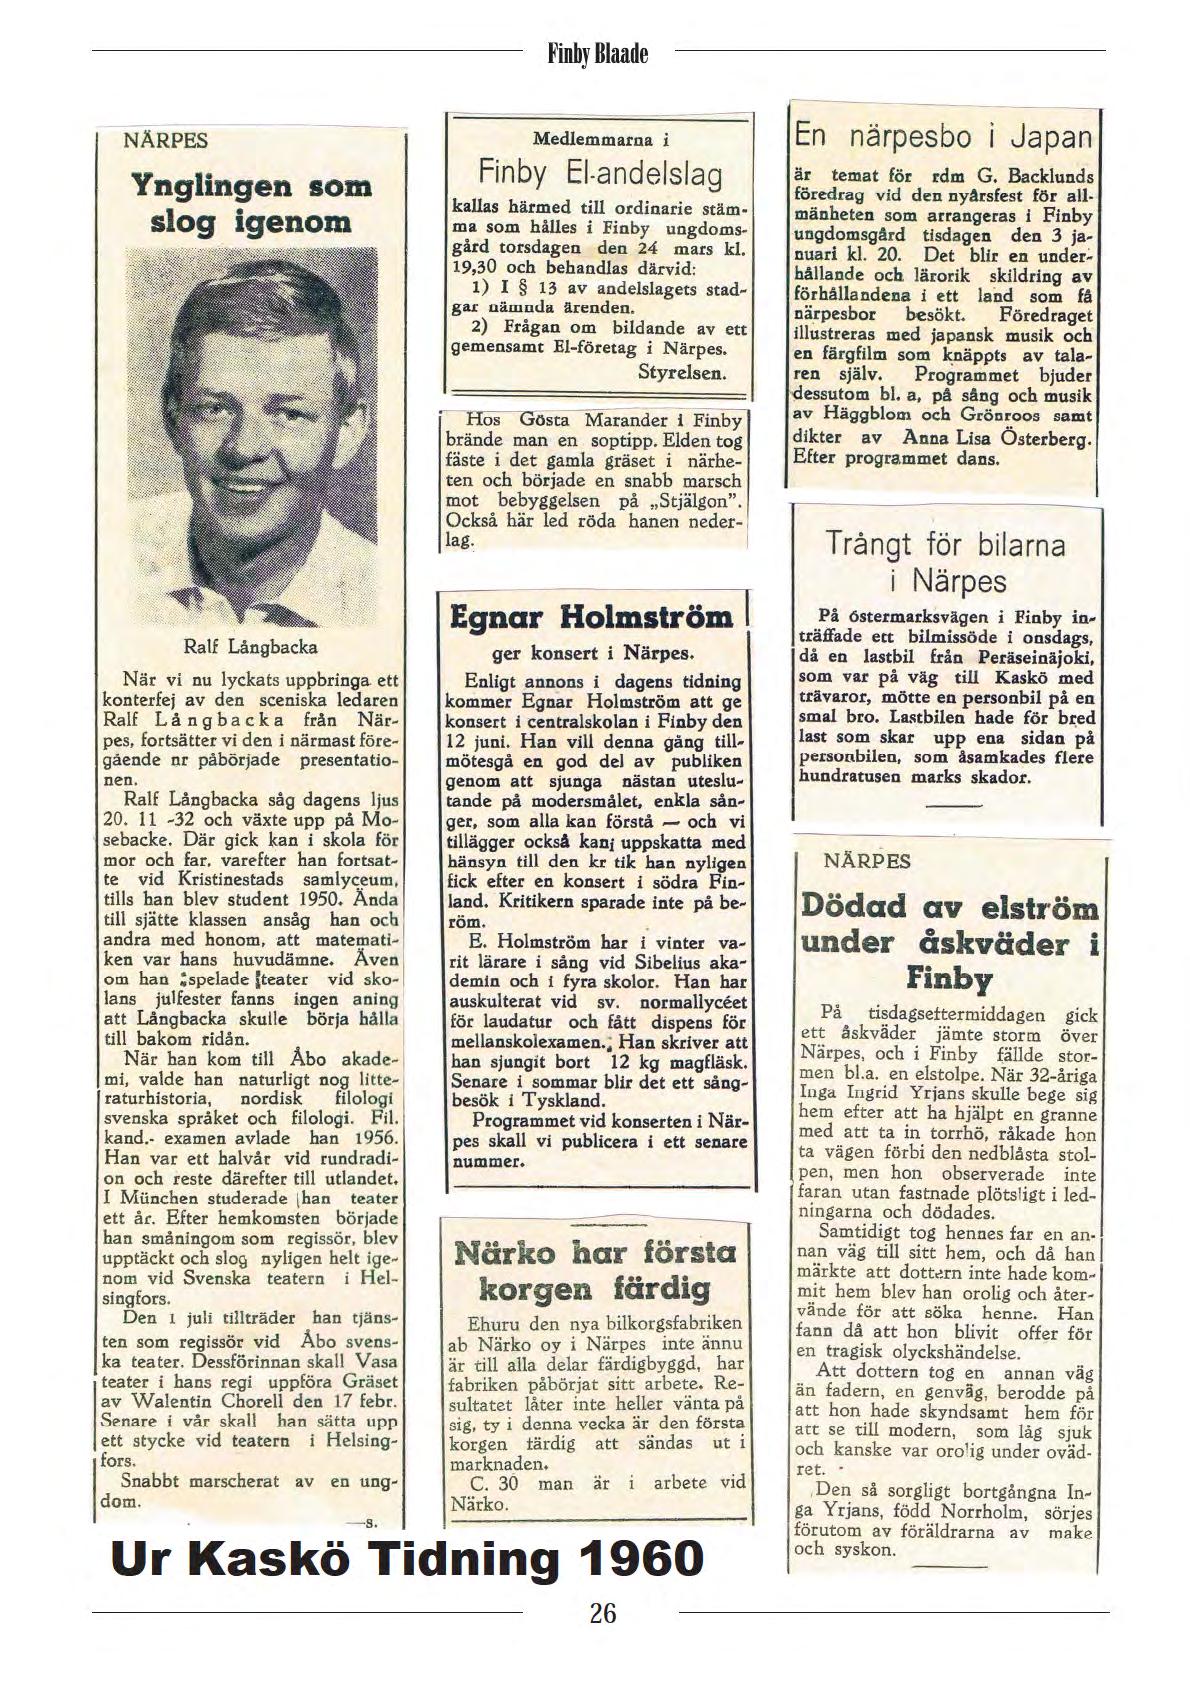 Finby Blaade
NÄRPES
Ynglingen som
slog igenom
Ralf Långbacka
När vi nu lyckats uppbringa ett
konterfej av den sceniska ledaren
Ralf Långbacka från När-
pes, fortsätter vi den i närmast före-
gående nr påbörjade presentatio-
nen.
Ralf Långbacka såg dagens ljus
20. 11 -32 och växte upp på Mo-
sebacke. Där gick kan i skola för
mor och far, varefter han fortsat-
te vid Kristinestads samlyceum,
tills han blev student 1950. Ända
till sjätte klassen ansåg han och
andra med honom, att matemati-
ken var hans huvudämne. Även
om han spelade teater vid sko-
lans julfester fanns ingen aning
att Långbacka skulle börja hålla
till bakom ridån.
När han kom till Åbo akade-
mi, valde han naturligt nog litte-
raturhistoria, nordisk filologi
svenska språket och filologi. Fil.
kand.- examen avlade han 1956.
Han var ett halvår vid rundradi-
on och reste därefter till utlandet.
I München studerade han teater
ett år. Efter hemkomsten började
han småningom som regissör, blev
upptäckt och slog nyligen helt ige-
nom vid Svenska teatern i Hel-
singfors.
Den 1 juli tillträder han tjäns-
ten som regissör vid Åbo svens-
ka teater. Dessförinnan skall Vasa
teater i hans regi uppföra Gräset
av Walentin Chorell den 17 febr.
Senare i vår skall han sätta upp
ett stycke vid teatern i Helsing-
fors.
Snabbt marscherat av en ung-
dom.
—s.
Medlemmarna i
Finby El-andelslag
kallas härmed till ordinarie stäm-
ma som hålles i Finby ungdoms-
gård torsdagen den 24 mars kl.
19,30 och behandlas därvid:
1) I § 13 av andelslagets stad-
gar nämnda ärenden.
2) Frågan om bildande av ett
gemensamt El-företag i Närpes.
Styrelsen.
Hos Gösta Marander i Finby
brände man en soptipp. Elden tog
fäste i det gamla gräset i närhe-
ten och började en snabb marsch
mot bebyggelsen på „Stjälgon”.
Också här led röda hanen neder-
lag.
Egnar Holmström
ger konsert i Närpes.
Enligt annons i dagens tidning
kommer Egnar Holmström att ge
konsert i centralskolan i Finby den
12 juni. Han vill denna gång till-
mötesgå en god del av publiken
genom att sjunga nästan uteslu-
tande på modersmålet, enkla sån-
ger, som alla kan förstå — och vi
tillägger också kanj uppskatta med
hänsyn till den kr tik han nyligen
fick efter en konsert i södra Fin-
land. Kritikern sparade inte på be-
röm.
E. Holmström har i vinter va-
rit lärare i sång vid Sibelius aka-
demin och i fyra skolor. Han har
auskulterat vid sv. normallycéet
för laudatur och fått dispens för
mellanskolexamen. Han skriver att
han sjungit bort 12 kg magfläsk.
Senare i sommar blir det ett sång-
besök i Tyskland.
Programmet vid konserten i När-
pes skall vi publicera i ett senare
nummer.
Närko har första
korgen färdig
Ehuru den nya bilkorgsfabriken
ab Närko oy i Närpes inte ännu
är till alla delar färdigbyggd, har
fabriken påbörjat sitt arbete. Re-
sultatet låter inte heller vänta på
sig, ty i denna vecka är den första
korgen färdig att sändas ut i
marknaden.
C. 30 man är i arbete vid
Närko.
En närpesbo i Japan
är temat för rdm G. Backlunds
föredrag vid den nyårsfest för all-
mänheten som arrangeras i Finby
ungdomsgård tisdagen den 3 ja-
nuari kl. 20. Det blir en under-
hållande och lärorik skildring av
förhållandena i ett land som få
närpesbor besökt. Föredraget
illustreras med japansk musik och
en färgfilm som knäppts av tala-
ren själv. Programmet bjuder
dessutom bl. a, på sång och musik
av Häggblom och Grönroos samt
dikter av Anna Lisa Österberg.
Efter programmet dans.
Trångt för bilarna
i Närpes
På östermarksvägen i Finby in-
träffade ett bilmissöde i onsdags,
då en lastbil från Peräseinäjoki,
som var på väg till Kaskö med
trävaror, mötte en personbil på en
smal bro. Lastbilen hade för bred
last som skar upp ena sidan på
personbilen, som åsamkades flere
hundratusen marks skador.
NÄRPES
Dödad av elström
under åskväder i
Finby
På tisdagseftermiddagen gick
ett åskväder jämte storm över
Närpes, och i Finby fällde stor-
men bl.a. en elstolpe. När 32-åriga
Inga Ingrid Yrjans skulle bege sig
hem efter att ha hjälpt en granne
med att ta in torrhö, råkade hon
ta vägen förbi den nedblåsta stol-
pen, men hon observerade inte
faran utan fastnade plötsligt i led-
ningarna och dödades.
Samtidigt tog hennes far en an-
nan väg till sitt hem, och då han
märkte att dottern inte hade kom-
mit hem blev han orolig och åter-
vände för att söka henne. Han
fann då att hon blivit offer för
en tragisk olyckshändelse.
Att dottern tog en annan väg
än fadern, en genväg, berodde på
att hon hade skyndsamt hem för
att se till modern, som låg sjuk
och kanske var orolig under oväd-
ret.
Den så sorgligt bortgångna In-
ga Yrjans, född Norrholm, sörjes
förutom av föräldrarna av make
och syskon.
Ur Kaskö Tidning 1960
26